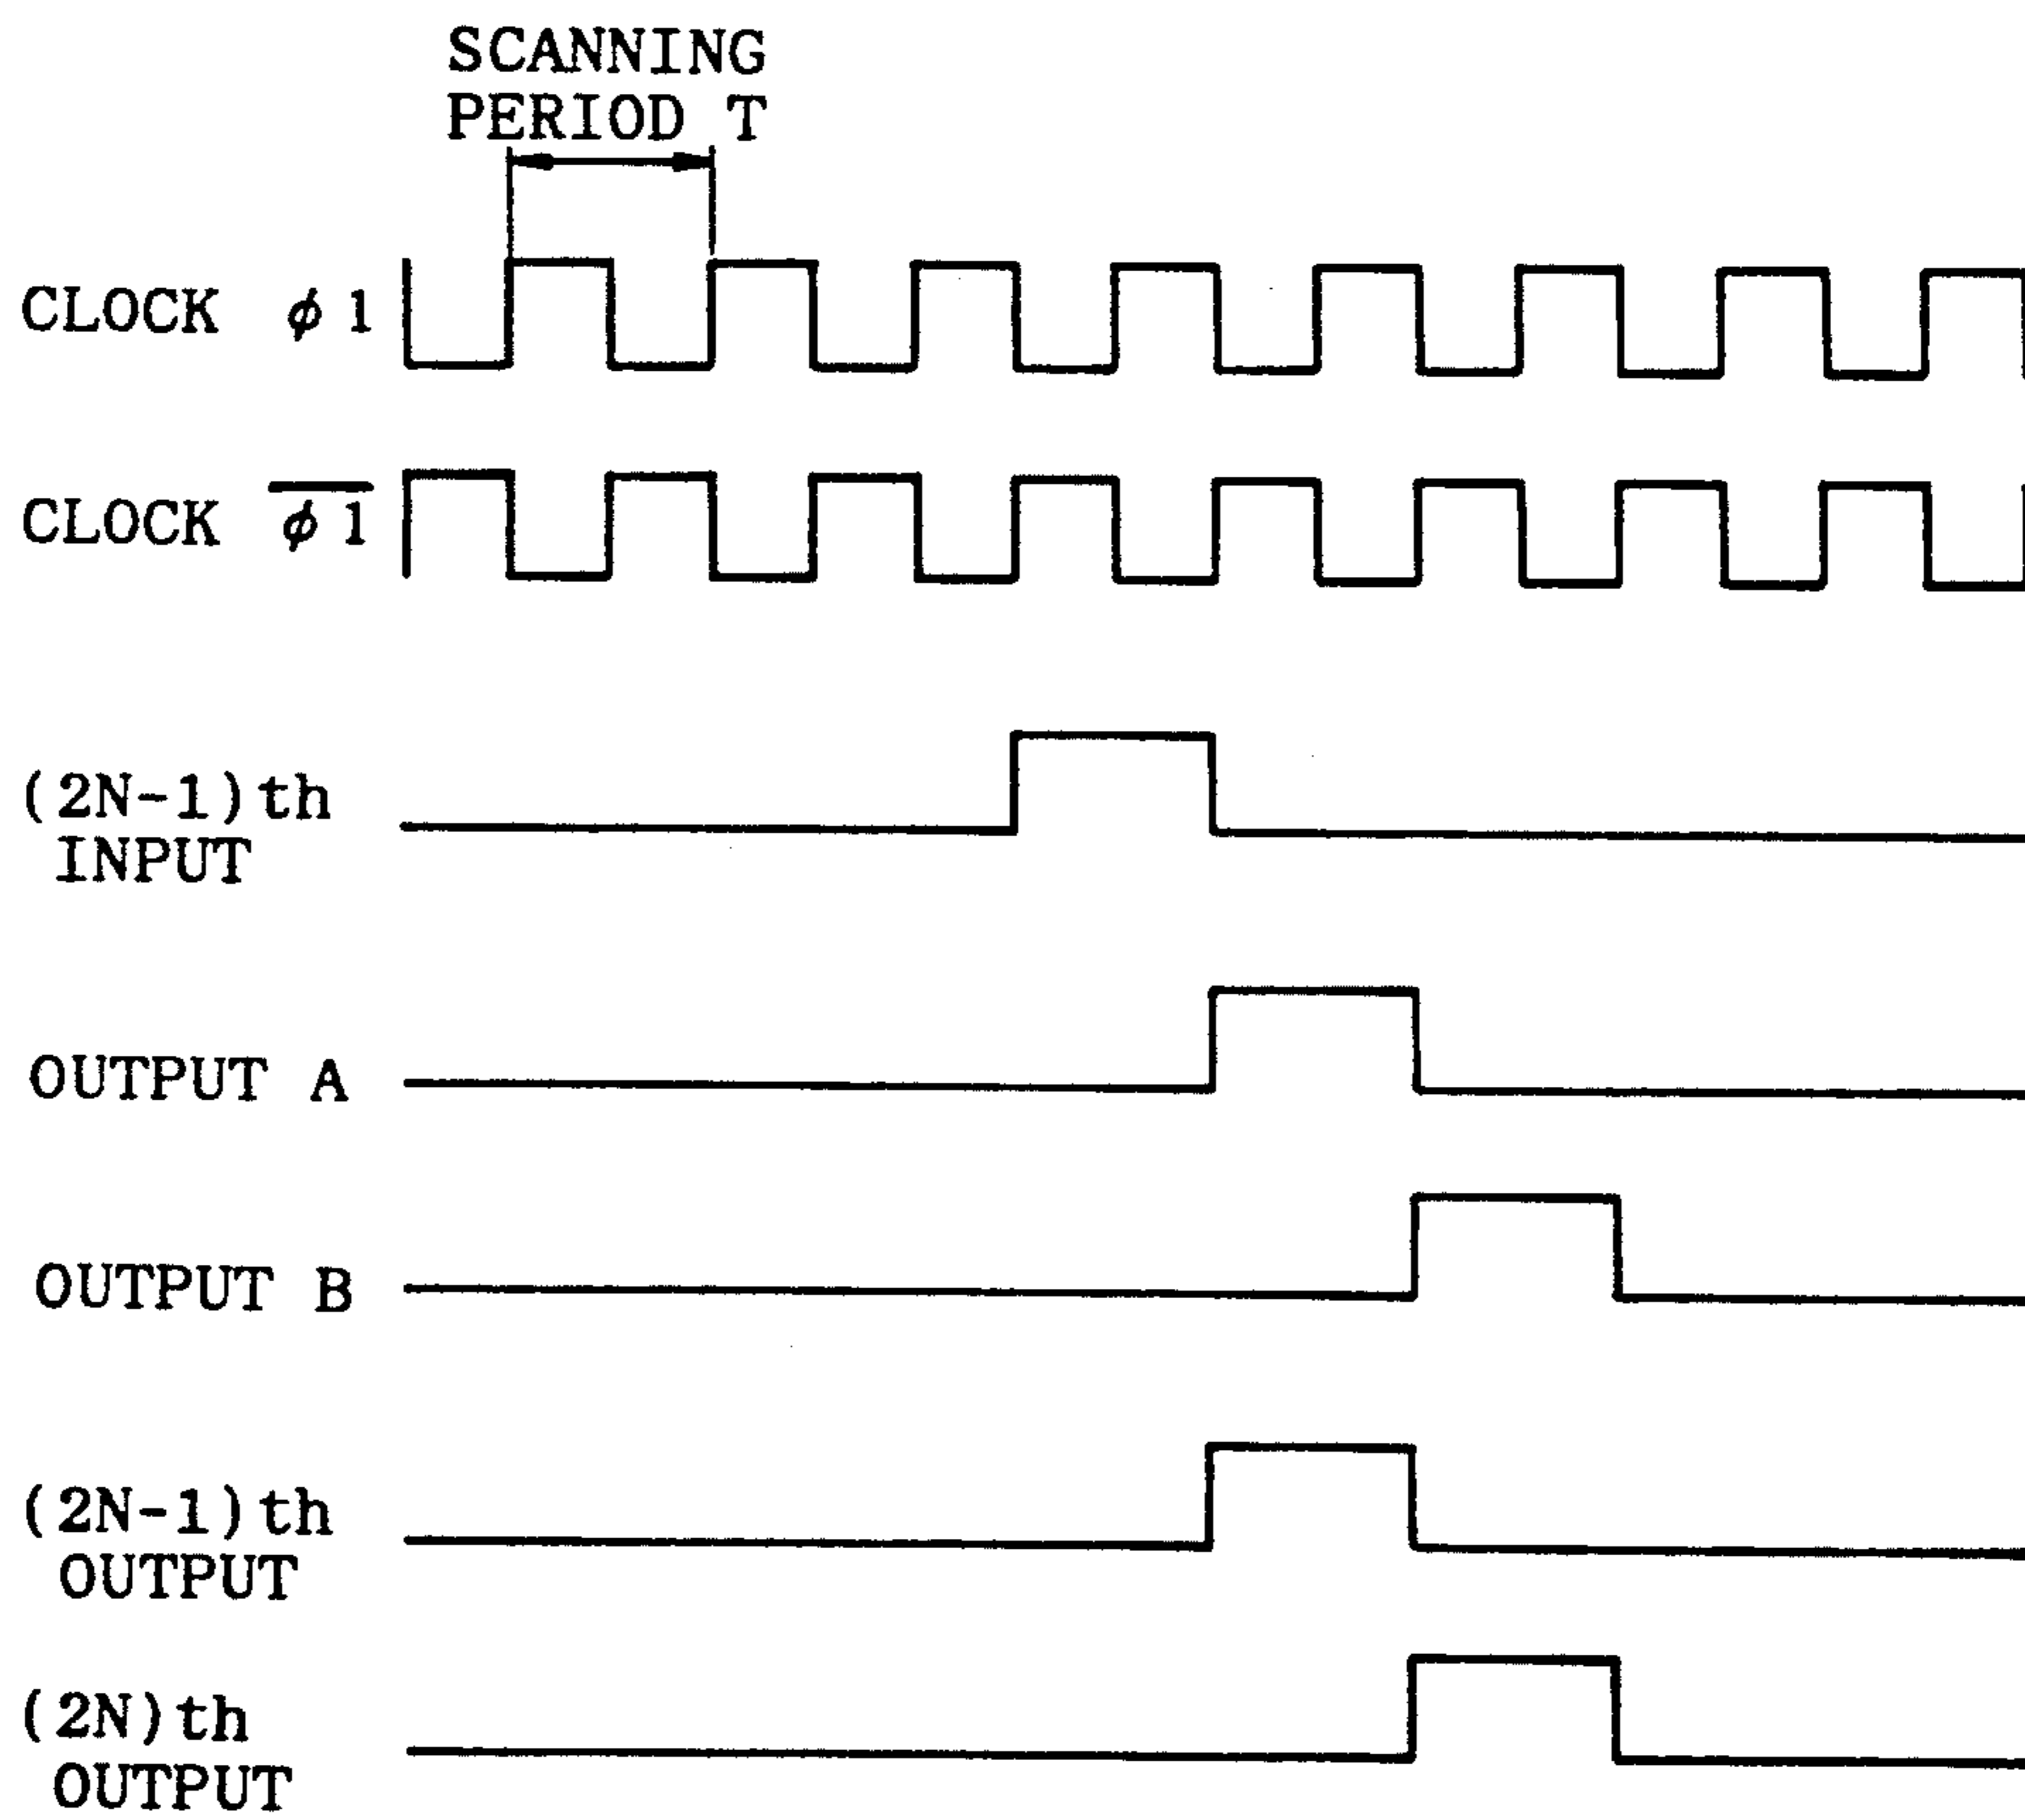 SCANNING
PERIOD T
CLOCK ϕ1
CLOCK ϕ1̅
(2N-1)th
INPUT
OUTPUT A
OUTPUT B
(2N-1)th
OUTPUT
(2N)th
OUTPUT